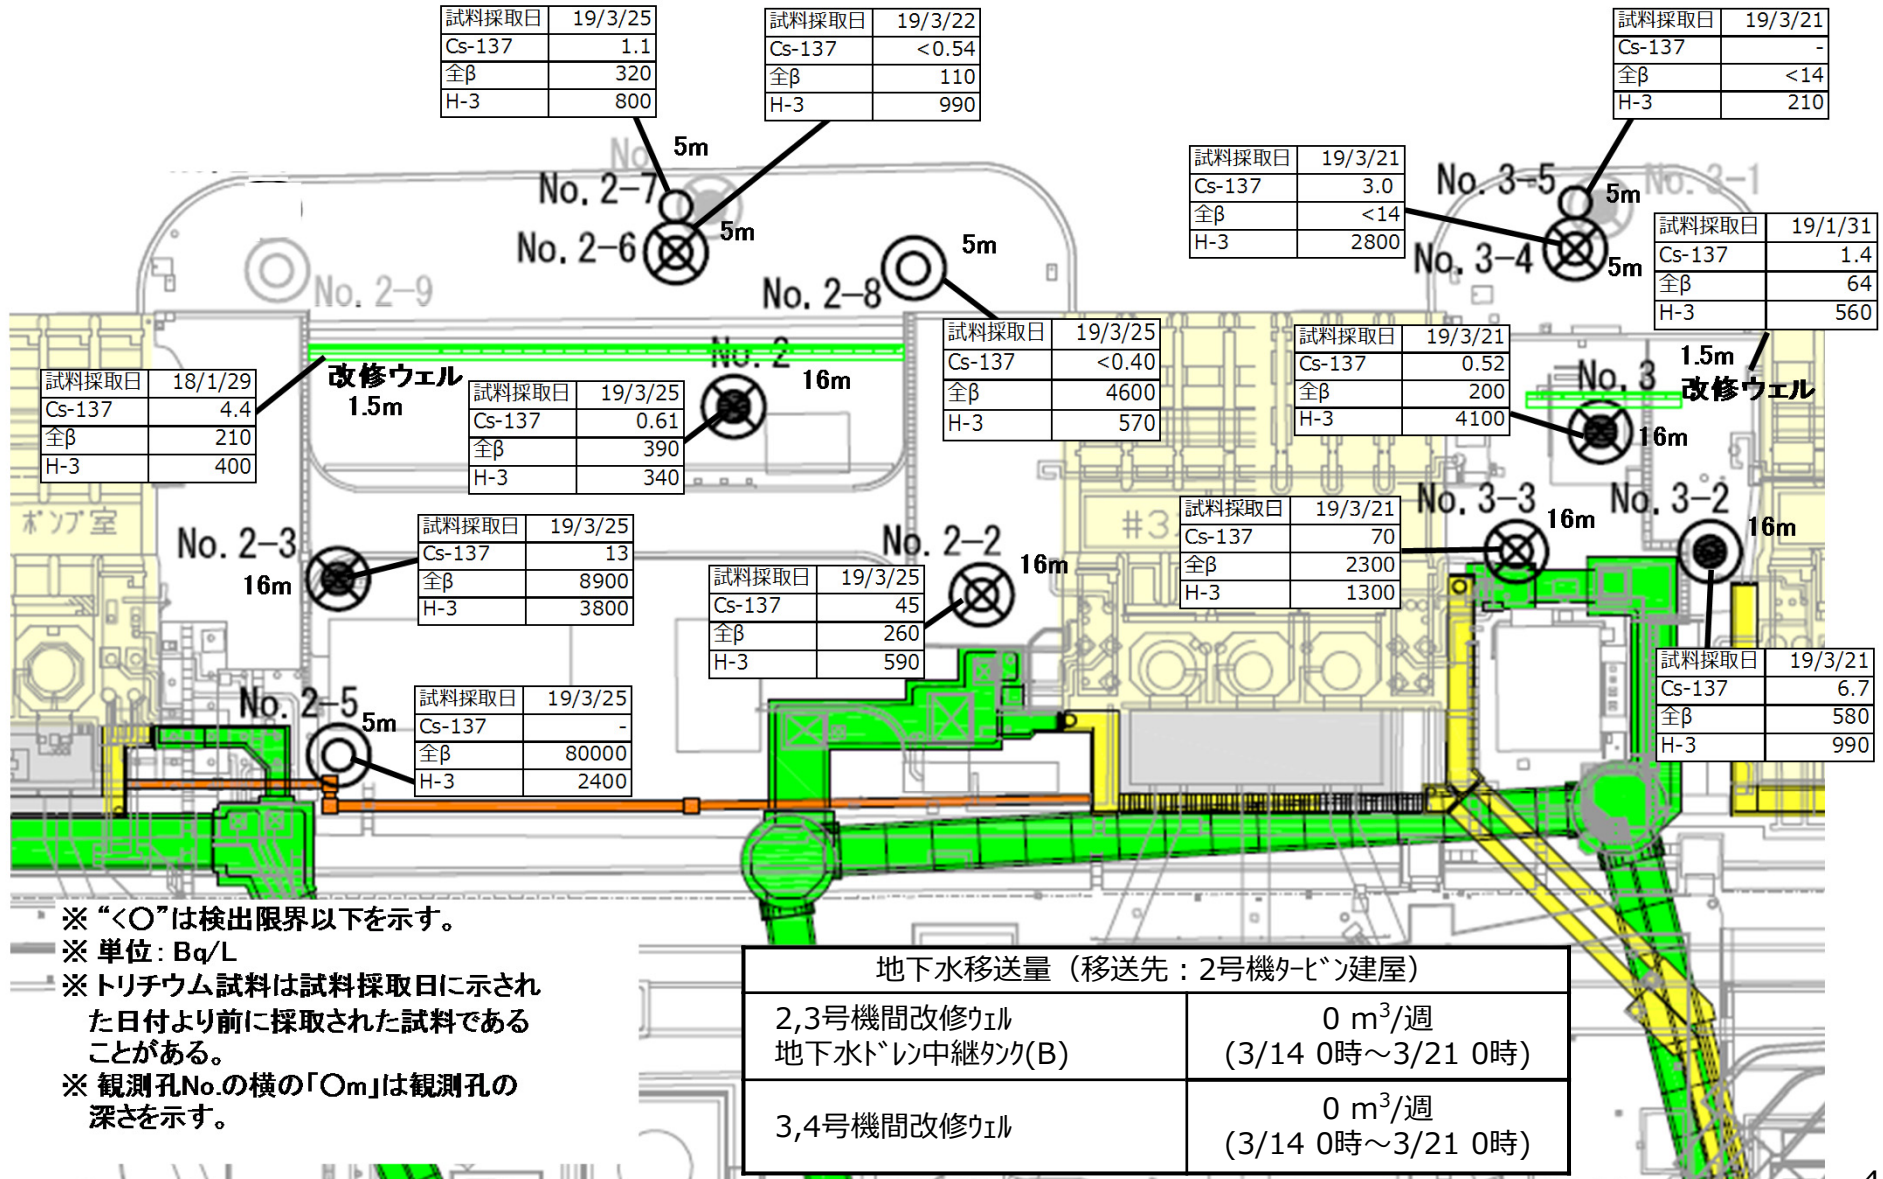 試料採取日 19/3/25
Cs-137 1.1
全β 320
H-3 800
試料採取日 19/3/22
Cs-137 <0.54
全β 110
H-3 990
試料採取日 19/3/21
Cs-137 -
全β <14
H-3 210
No 5m
試料採取日 19/3/21
Cs-137 3.0
全β <14
H-3 2800
No. 2-7
No. 2-6 5m
No. 3-5 5m No. 3-1
No. 3-4 5m
試料採取日 19/1/31
Cs-137 1.4
全β 64
H-3 560
No. 2-9
No. 2-8 5m
試料採取日 18/1/29
Cs-137 4.4
全β 210
H-3 400
改修ウェル
1.5m
No. 2 16m
試料採取日 19/3/25
Cs-137 0.61
全β 390
H-3 340
試料採取日 19/3/25
Cs-137 <0.40
全β 4600
H-3 570
試料採取日 19/3/21
Cs-137 0.52
全β 200
H-3 4100
No. 3
16m
1.5m
改修ウェル
ポンプ室
No. 2-3
16m
試料採取日 19/3/25
Cs-137 13
全β 8900
H-3 3800
No. 2-2
16m
試料採取日 19/3/25
Cs-137 45
全β 260
H-3 590
#3
試料採取日 19/3/21
Cs-137 70
全β 2300
H-3 1300
No. 3-3 16m
No. 3-2 16m
試料採取日 19/3/21
Cs-137 6.7
全β 580
H-3 990
No. 2-5 5m
試料採取日 19/3/25
Cs-137 -
全β 80000
H-3 2400
※ “<〇”は検出限界以下を示す。
※ 単位: Bq/L
※ トリチウム試料は試料採取日に示され
た日付より前に採取された試料である
ことがある。
※ 観測孔No.の横の「〇m」は観測孔の
深さを示す。
地下水移送量（移送先：2号機ﾀｰﾋﾞﾝ建屋）
2,3号機間改修ｳｪﾙ
地下水ﾄﾞﾚﾝ中継ﾀﾝｸ(B)
0 m³/週
(3/14 0時～3/21 0時)
3,4号機間改修ｳｪﾙ
0 m³/週
(3/14 0時～3/21 0時)